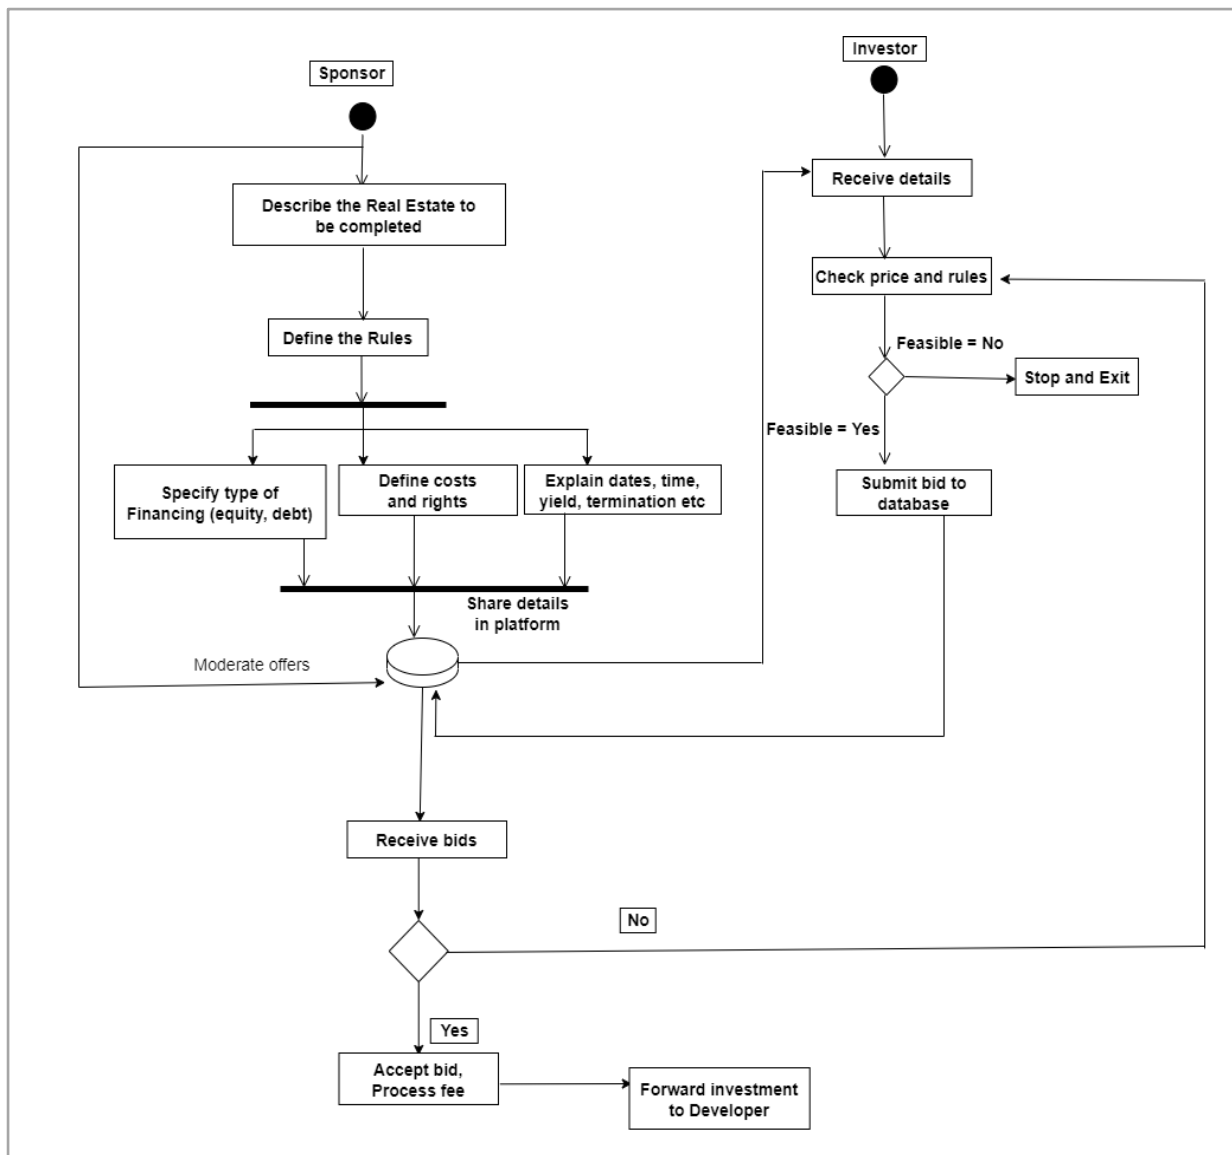 Investor
Sponsor
Receive details
Describe the Real Estate to
be completed
Check price and rules
Define the Rules
Feasible = No
Stop and Exit
Feasible = Yes
Specify type of
Financing (equity, debt)
Define costs
and rights
Explain dates, time,
yield, termination etc
Submit bid to
database
Share details
in platform
Moderate offers
Receive bids
No
Yes
Accept bid,
Process fee
Forward investment
to Developer